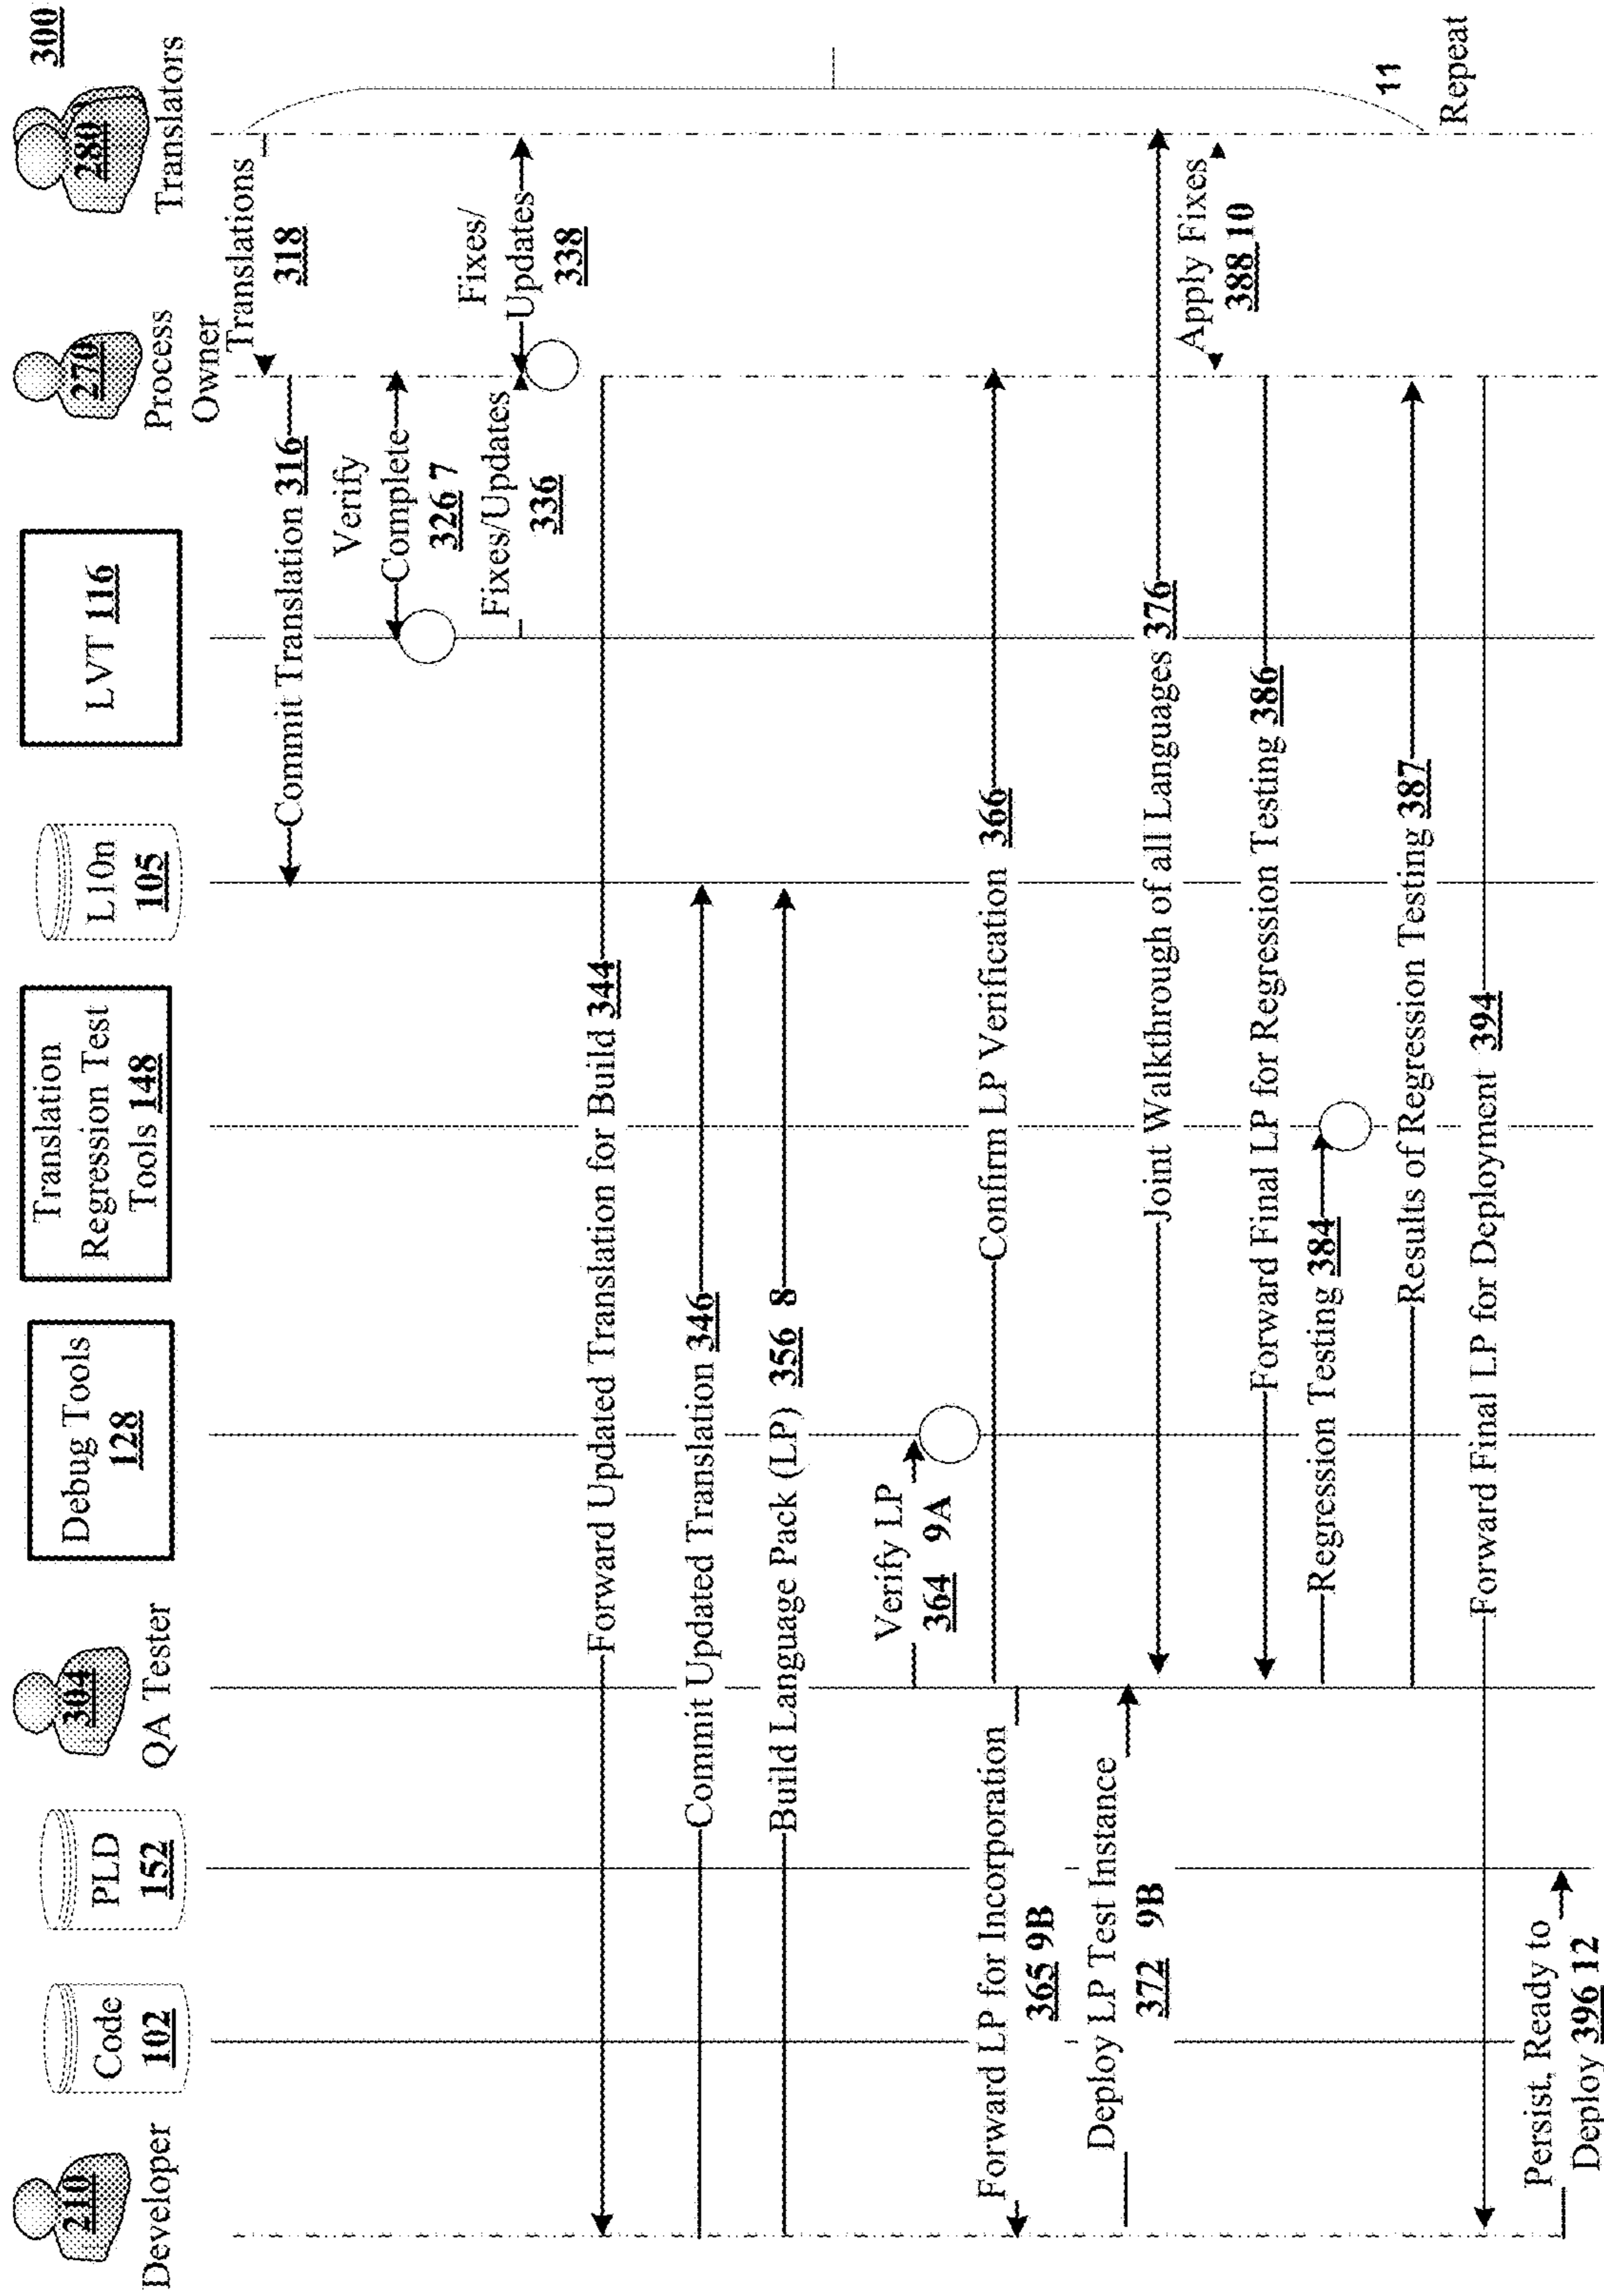 300
210
Developer
Code
102
PLD
152
304
QA Tester
Debug Tools
128
Translation
Regression Test
Tools 148
L10n
105
LVT 116
270
Process
Owner
280
Translators
Translations
318
Commit Translation 316
Verify
Complete
326 7
Fixes/Updates
336
Fixes/
Updates
338
Forward Updated Translation for Build 344
Commit Updated Translation 346
Build Language Pack (LP) 356 8
Verify LP
364 9A
Confirm LP Verification 366
Forward LP for Incorporation
365 9B
Deploy LP Test Instance
372 9B
Joint Walkthrough of all Languages 376
Apply Fixes
388 10
Forward Final LP for Regression Testing 386
Regression Testing 384
Results of Regression Testing 387
11
Repeat
Forward Final LP for Deployment 394
Persist, Ready to
Deploy 396 12